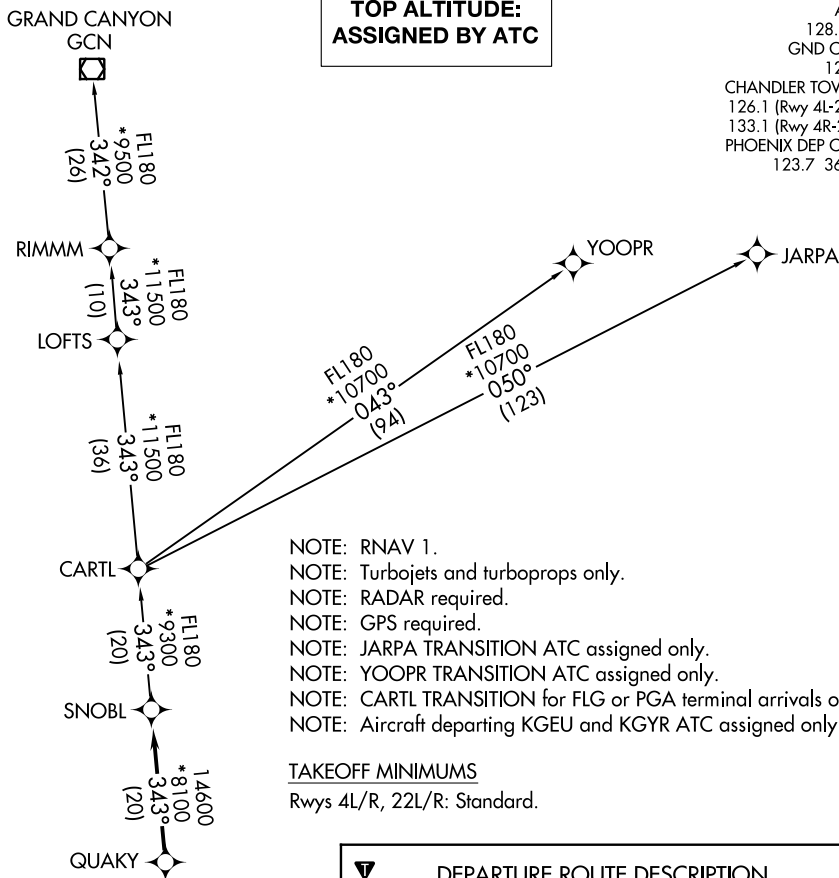 GRAND CANYON
GCN
TOP ALTITUDE:
ASSIGNED BY ATC
A
128.
GND C
12
CHANDLER TOW
126.1 (Rwy 4L-2
133.1 (Rwy 4R-2
PHOENIX DEP C
123.7 36
FL180
*9500
342°
(26)
RIMMM
FL180
*11500
343°
(10)
LOFTS
FL180
*11500
343°
(36)
YOOPR
JARPA
FL180
*10700
043°
(94)
FL180
*10700
050°
(123)
CARTL
FL180
*9300
343°
(20)
SNOBL
14600
*8100
343°
(20)
QUAKY
NOTE: RNAV 1.
NOTE: Turbojets and turboprops only.
NOTE: RADAR required.
NOTE: GPS required.
NOTE: JARPA TRANSITION ATC assigned only.
NOTE: YOOPR TRANSITION ATC assigned only.
NOTE: CARTL TRANSITION for FLG or PGA terminal arrivals o
NOTE: Aircraft departing KGEU and KGYR ATC assigned only
TAKEOFF MINIMUMS
Rwys 4L/R, 22L/R: Standard.
T
DEPARTURE ROUTE DESCRIPTION